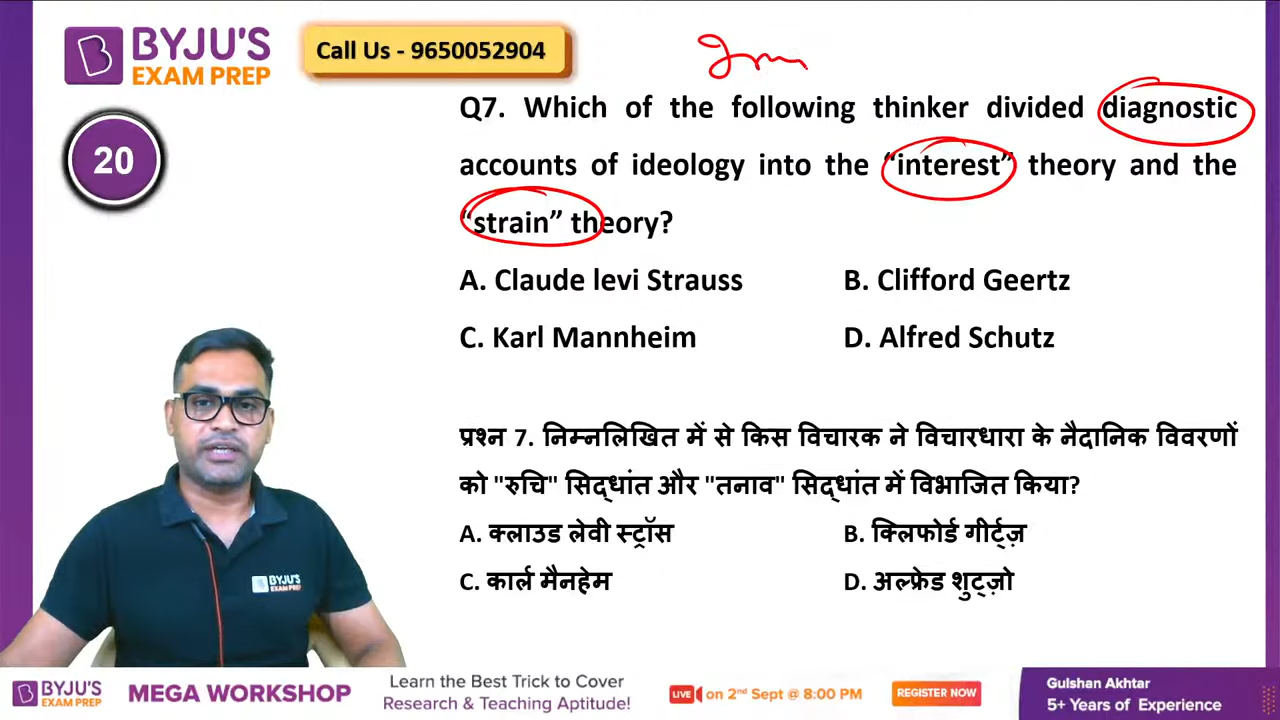 BYJU'S
EXAM PREP
Call Us - 9650052904
20
Q7. Which of the following thinker divided diagnostic
accounts of ideology into the “interest” theory and the
“strain” theory?
A. Claude levi Strauss
B. Clifford Geertz
C. Karl Mannheim
D. Alfred Schutz
प्रश्न 7. निम्नलिखित में से किस विचारक ने विचारधारा के नैदानिक विवरणों
को "रुचि" सिद्धांत और "तनाव" सिद्धांत में विभाजित किया?
A. क्लाउड लेवी स्ट्रॉस
B. क्लिफोर्ड गीर्ट्ज़
C. कार्ल मैनहेम
D. अल्फ्रेड शुट्ज़ो
BYJU'S
EXAM PREP
BYJU'S
EXAM PREP
MEGA WORKSHOP
Learn the Best Trick to Cover
Research & Teaching Aptitude!
LIVE on 2nd Sept @ 8:00 PM
REGISTER NOW
Gulshan Akhtar
5+ Years of Experience